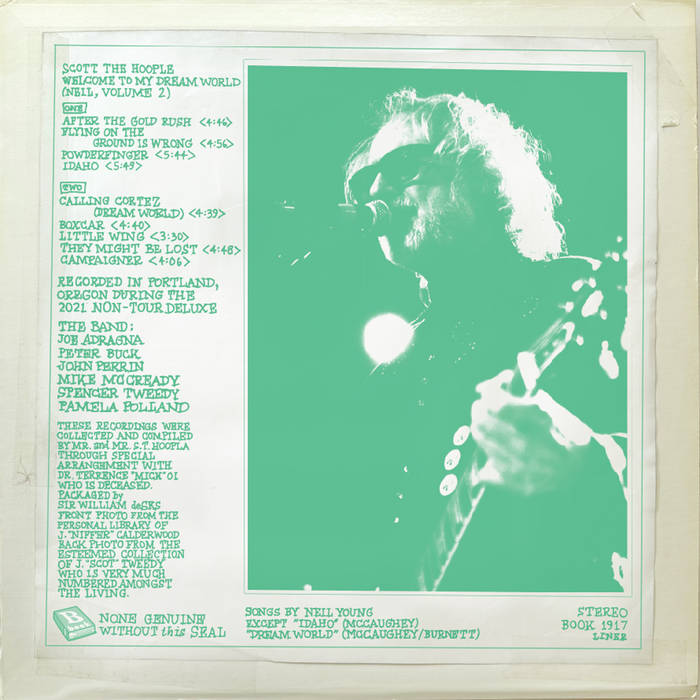 SCOTT THE HOOPLE
WELCOME TO MY DREAM WORLD
(NEIL, VOLUME 2)
ONE
AFTER THE GOLD RUSH <4:46>
FLYING ON THE
GROUND IS WRONG <4:56>
POWDERFINGER <5:44>
IDAHO <5:49>
TWO
CALLING CORTEZ
(DREAM WORLD) <4:39>
BOXCAR <4:40>
LITTLE WING <3:30>
THEY MIGHT BE LOST <4:48>
CAMPAIGNER <4:06>
RECORDED IN PORTLAND,
OREGON DURING THE
2021 NON-TOUR DELUXE
THE BAND:
JOE ADRAGNA
PETER BUCK
JOHN PERRIN
MIKE MCCREADY
SPENCER TWEEDY
PAMELA POLLAND
THESE RECORDINGS WERE
COLLECTED AND COMPILED
BY MR. and MR. S.T. HOOPLA
THROUGH SPECIAL
ARRANGEMENT WITH
DR. TERRENCE "MICK" OI
WHO IS DECEASED.
PACKAGED by
SIR WILLIAM deSKS
FRONT PHOTO FROM THE
PERSONAL LIBRARY OF
J. "NIFFER" CALDERWOOD
BACK PHOTO FROM THE
ESTEEMED COLLECTION
OF J. "SCOT" TWEEDY
WHO IS VERY MUCH
NUMBERED AMONGST
THE LIVING.
B
book
NONE GENUINE
WITHOUT this SEAL
SONGS BY NEIL YOUNG
EXCEPT "IDAHO" (MCCAUGHEY)
"DREAM WORLD" (MCCAUGHEY/BURNETT)
STEREO
BOOK 1917
LINER